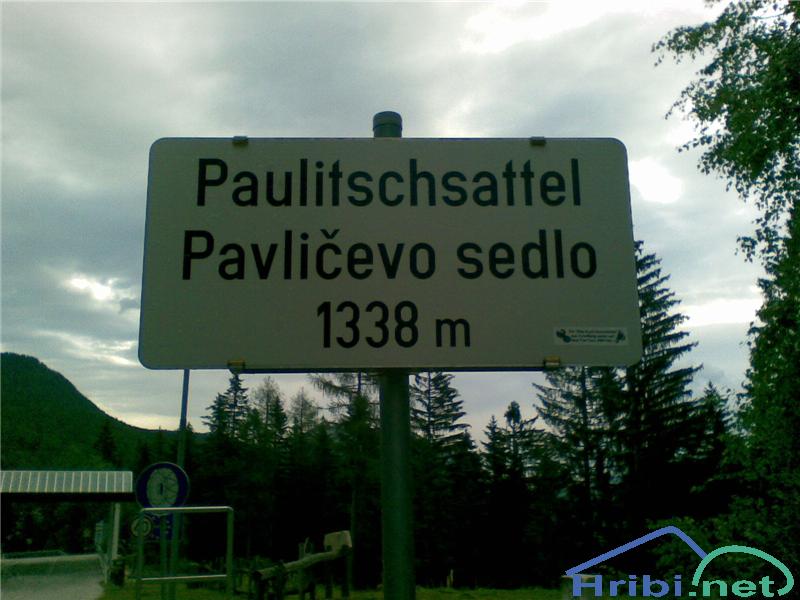 Paulitschsattel
Pavličevo sedlo
1338 m
Hribi.net